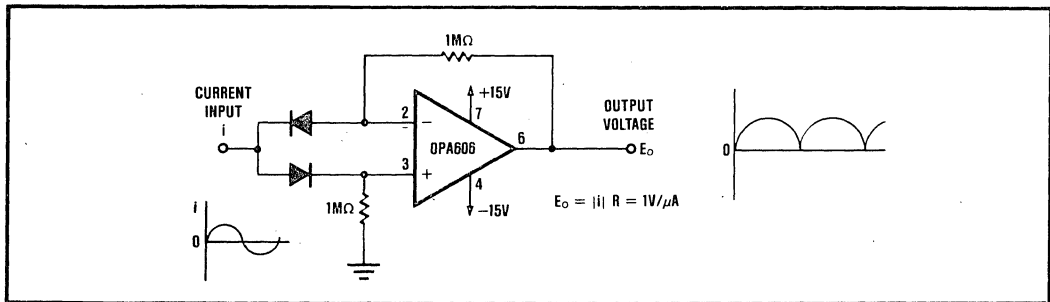 1MΩ
CURRENT
INPUT
i
+15V
7
2
−
OPA606
3
+
6
4
−15V
1MΩ
OUTPUT
VOLTAGE
Eo
Eo = |i| R = 1V/μA
i
0
0